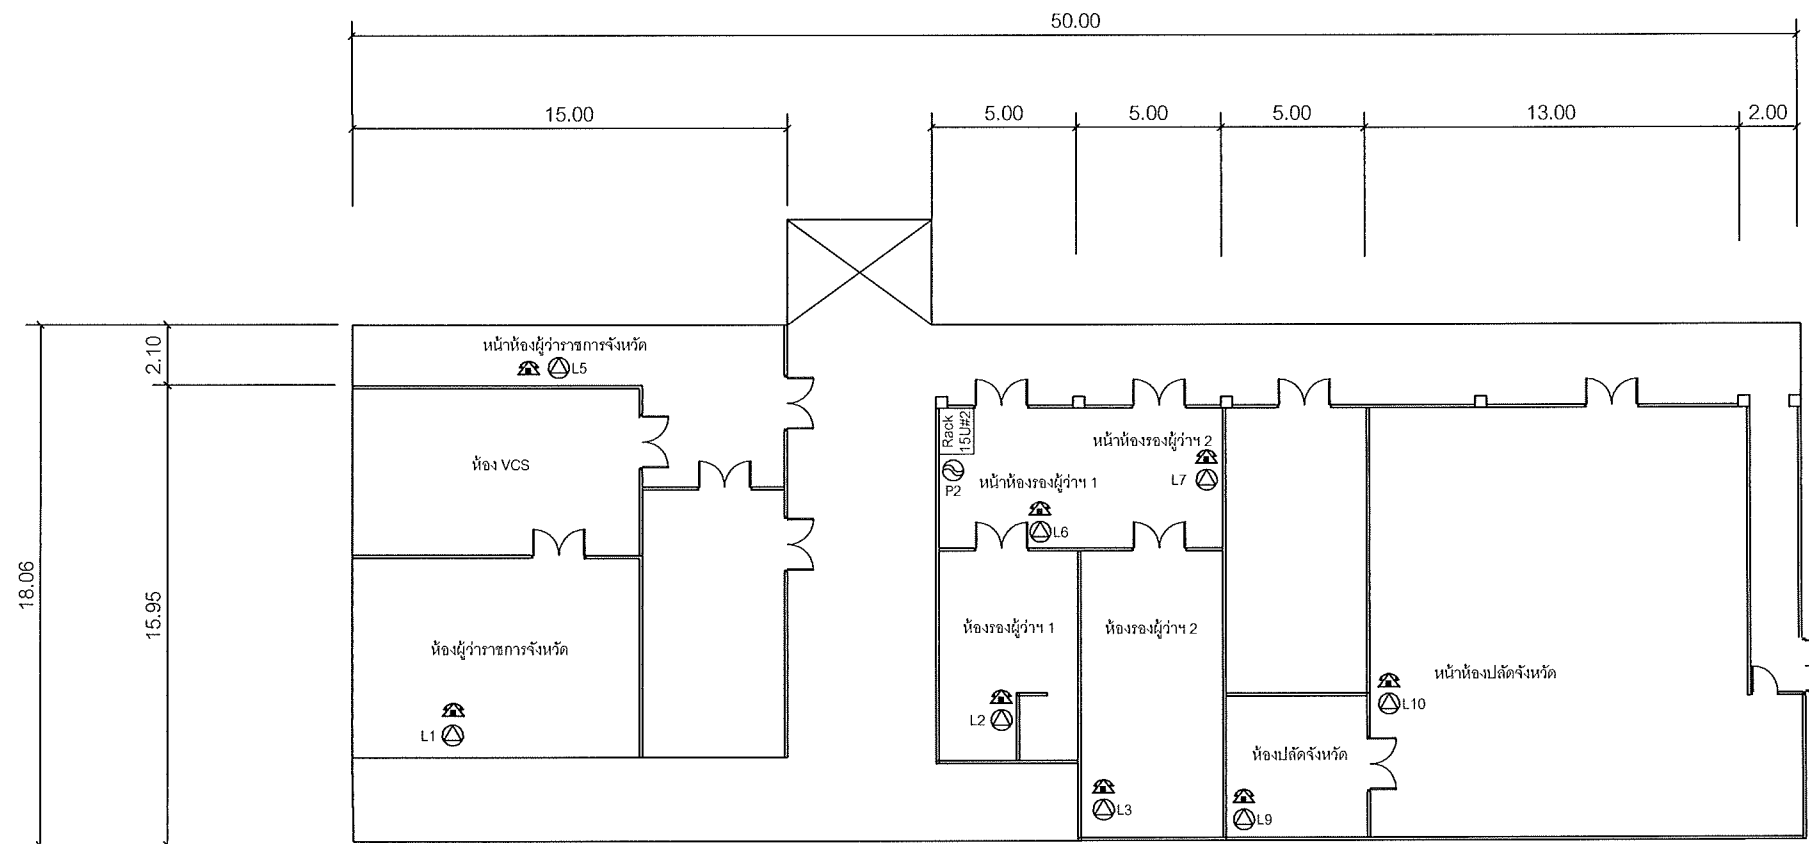 50.00
15.00
5.00
5.00
5.00
13.00
2.00
2.10
18.06
15.95
หน้าห้องผู้ว่าราชการจังหวัด
L5
ห้อง VCS
ห้องผู้ว่าราชการจังหวัด
L1
Rack
15U#2
P2
หน้าห้องรองผู้ว่าฯ 2
L7
หน้าห้องรองผู้ว่าฯ 1
L6
ห้องรองผู้ว่าฯ 1
L2
ห้องรองผู้ว่าฯ 2
L3
ห้องปลัดจังหวัด
L9
หน้าห้องปลัดจังหวัด
L10